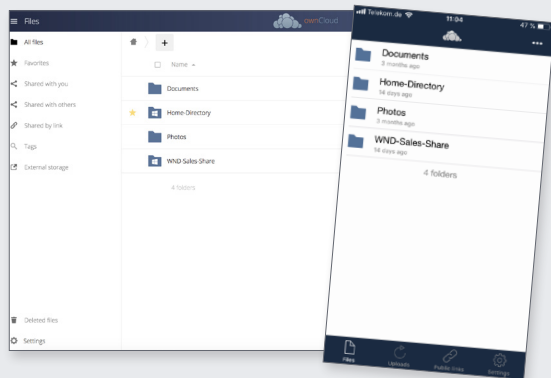 Files
ownCloud
All files
Favorites
Shared with you
Shared with others
Shared by link
Tags
External storage
Deleted files
Settings
+
Name
Documents
Home-Directory
Photos
WND-Sales-Share
4 folders
Telekom.de 11:04 47 %
Documents
3 months ago
Home-Directory
14 days ago
Photos
3 months ago
WND-Sales-Share
14 days ago
4 folders
Files Uploads Public links Settings